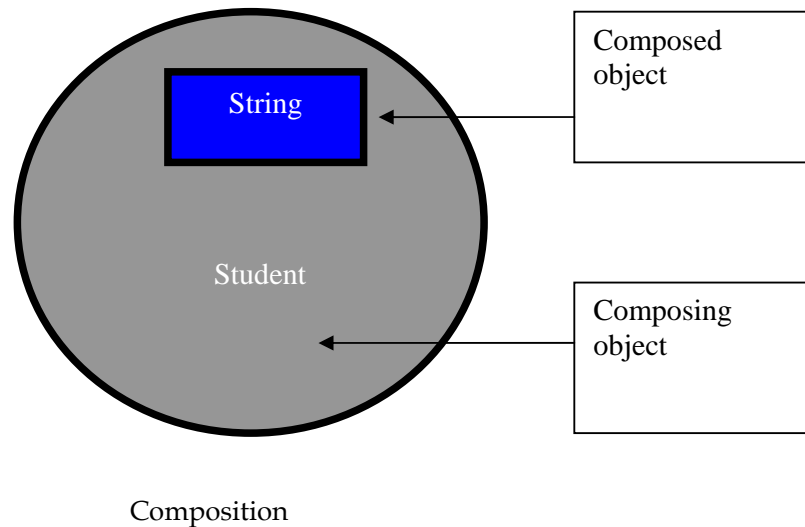 String
Composed
object
Student
Composing
object
Composition